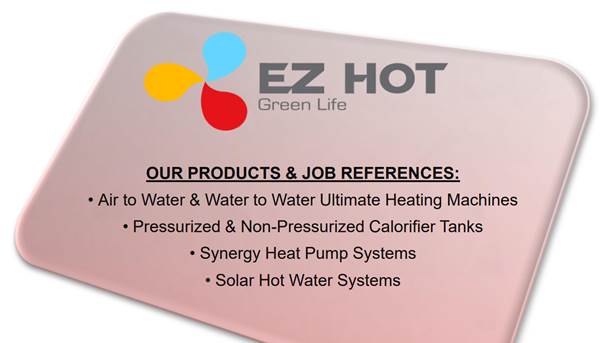 EZ HOT
Green Life
OUR PRODUCTS & JOB REFERENCES:
• Air to Water & Water to Water Ultimate Heating Machines
• Pressurized & Non-Pressurized Calorifier Tanks
• Synergy Heat Pump Systems
• Solar Hot Water Systems